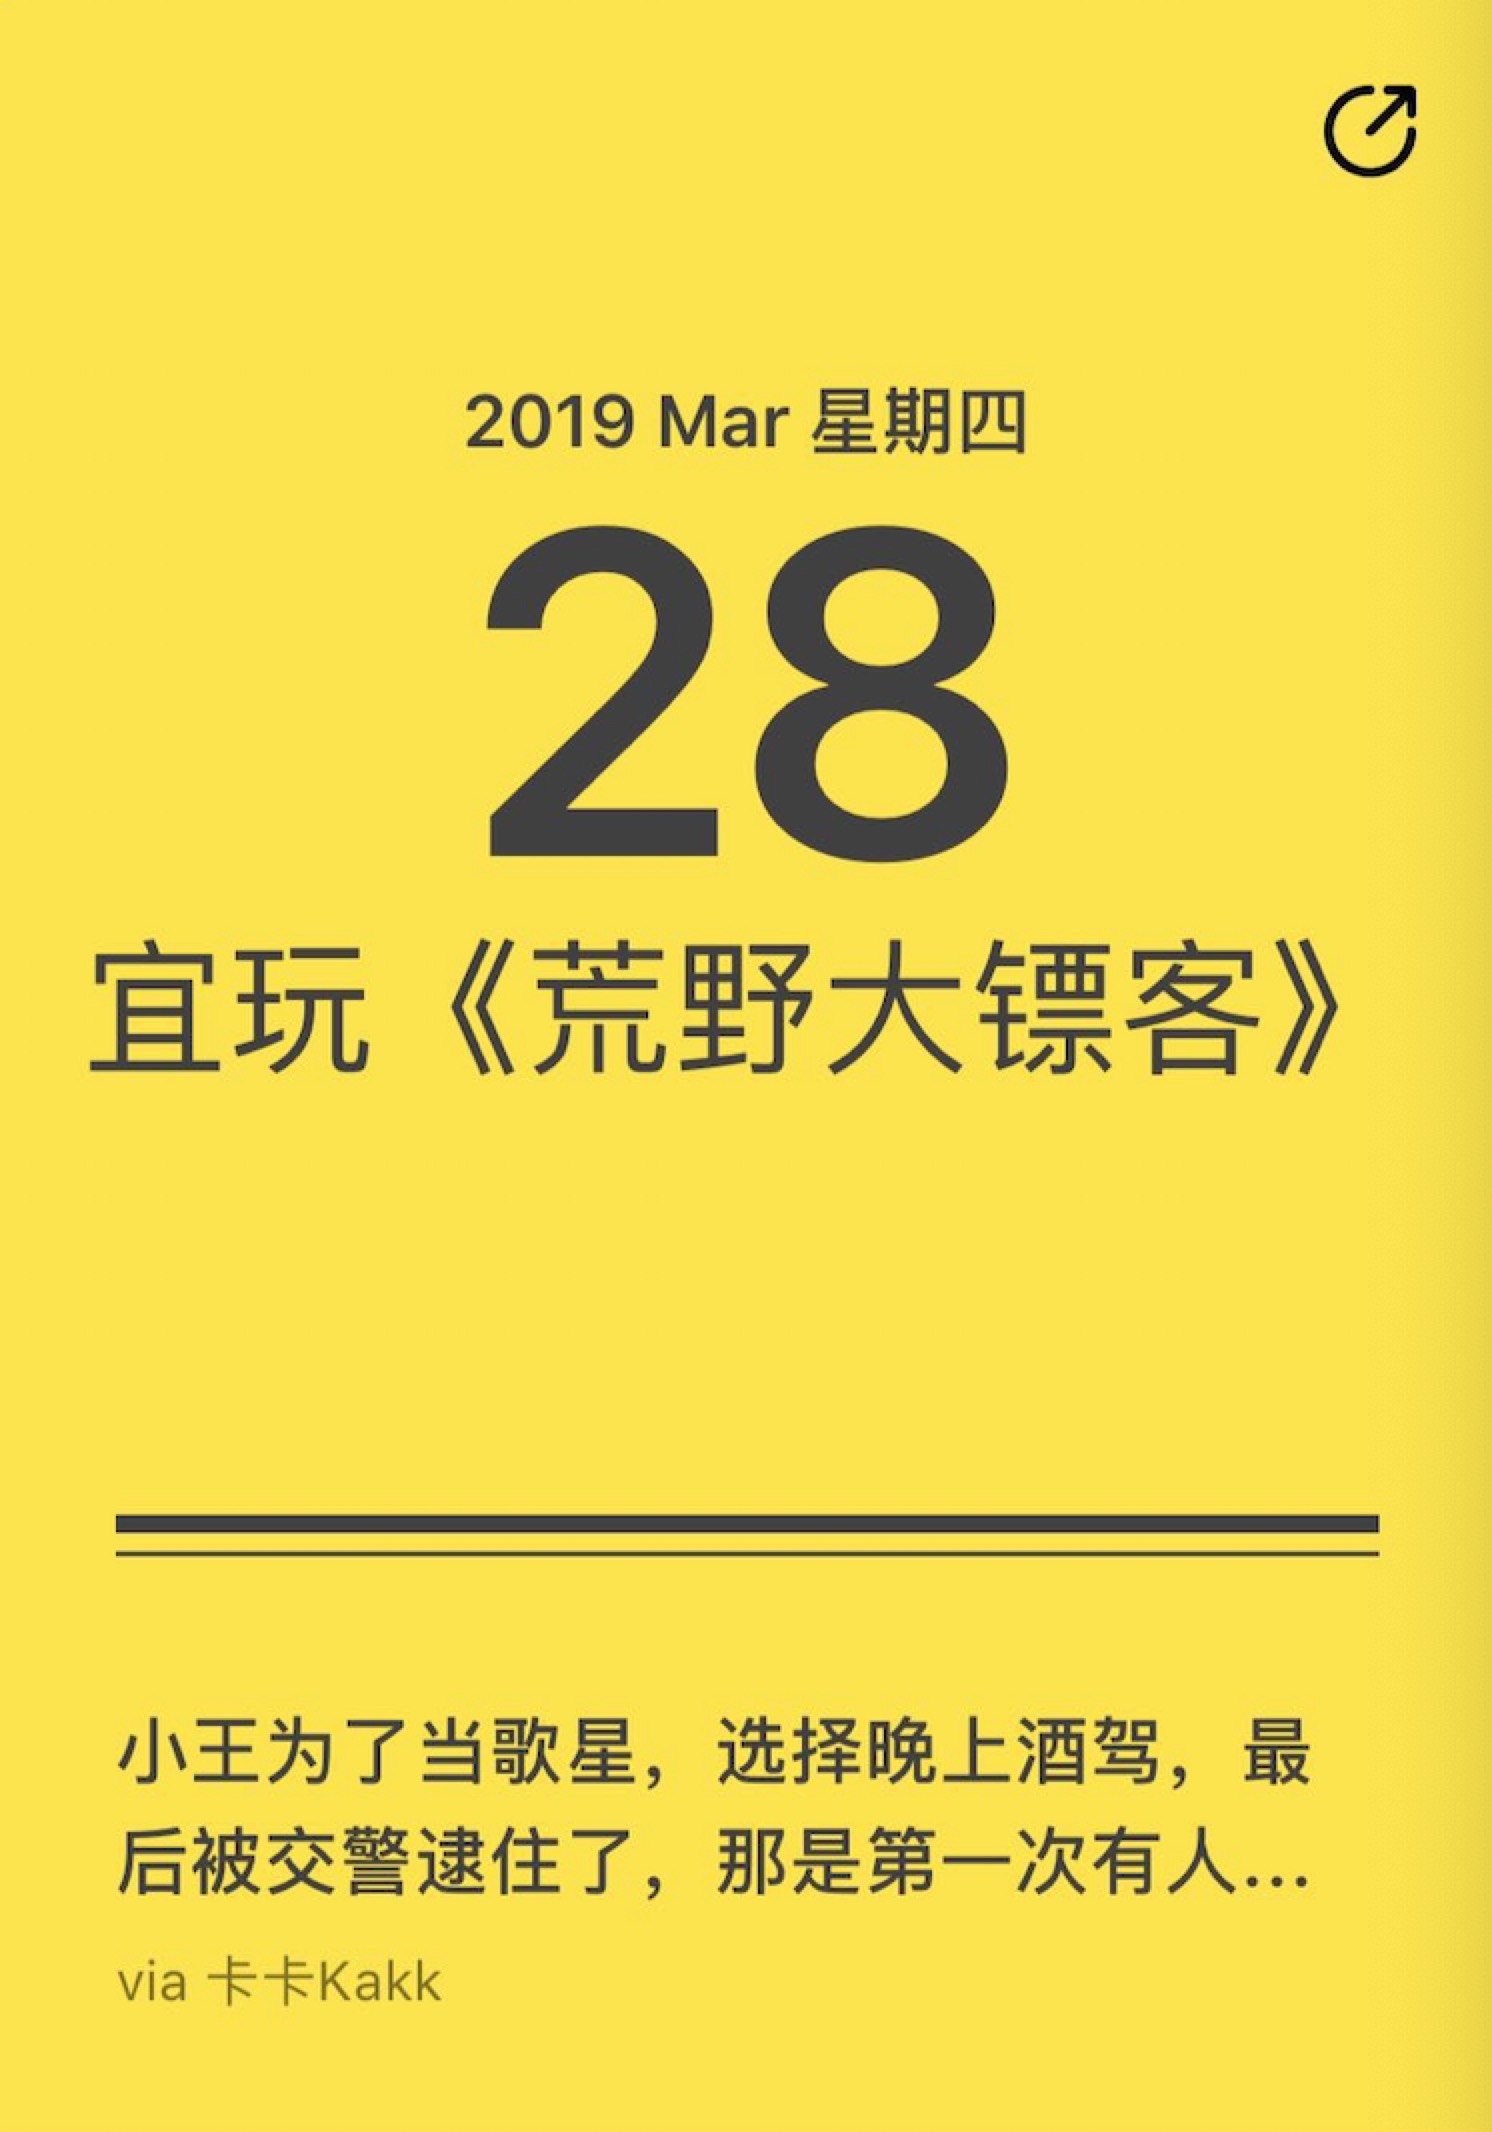 2019 Mar 星期四
28
宜玩《荒野大镖客》
小王为了当歌星，选择晚上酒驾，最
后被交警逮住了，那是第一次有人...
via 卡卡Kakk